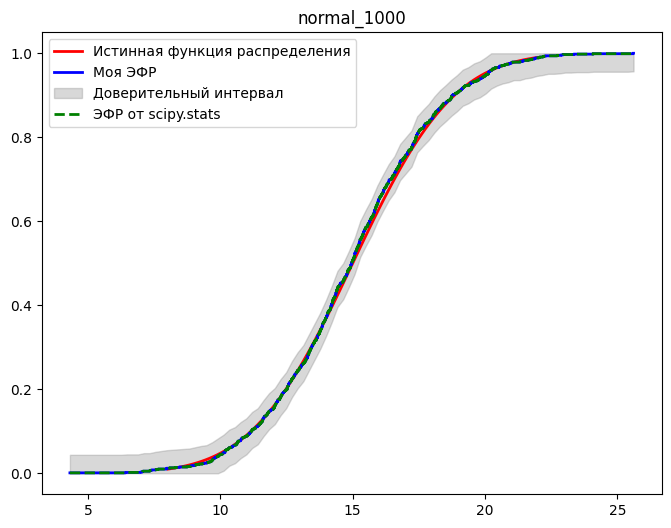 normal_1000
Истинная функция распределения
Моя ЭФР
Доверительный интервал
ЭФР от scipy.stats
1.0
0.8
0.6
0.4
0.2
0.0
5 10 15 20 25